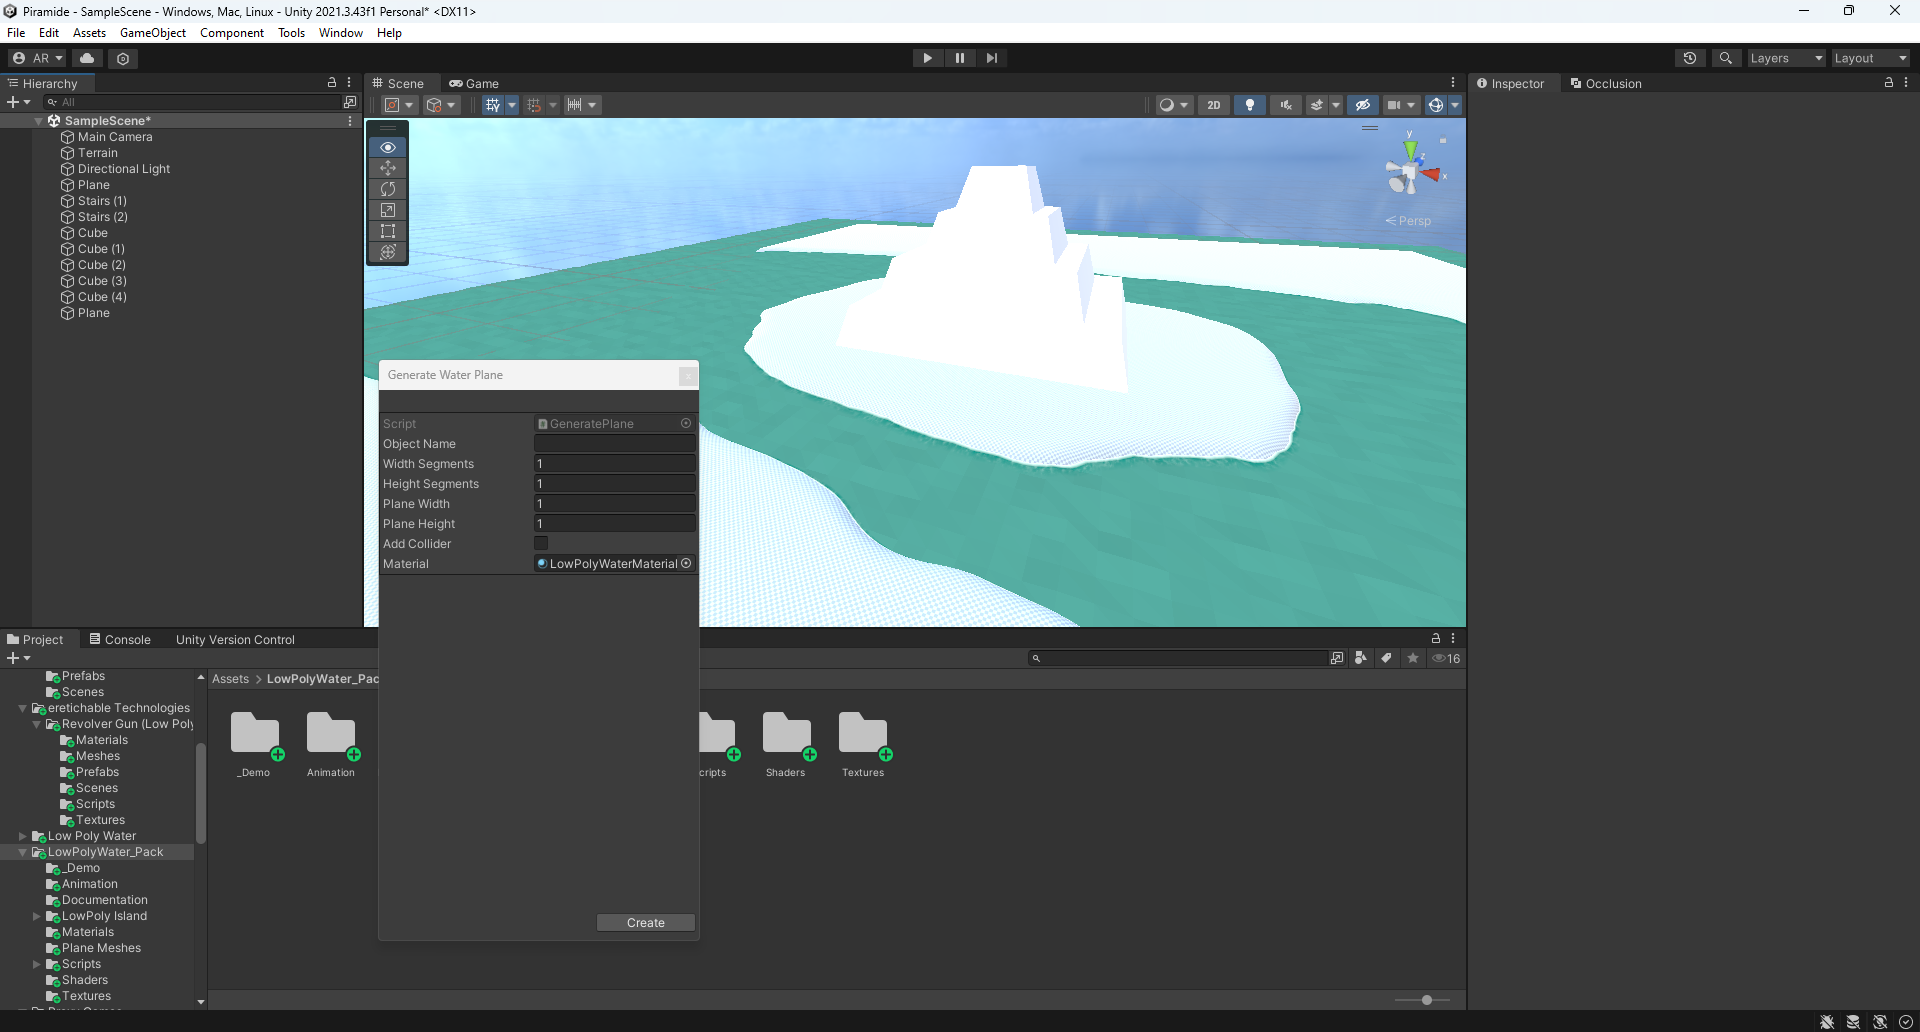 Piramide - SampleScene - Windows, Mac, Linux - Unity 2021.3.43f1 Personal* <DX11>
File Edit Assets GameObject Component Tools Window Help
AR
Layers Layout
Hierarchy
Scene Game
Inspector Occlusion
All
2D
SampleScene*
Main Camera
Terrain
Directional Light
Plane
Stairs (1)
Stairs (2)
Cube
Cube (1)
Cube (2)
Cube (3)
Cube (4)
Plane
y
z
x
Persp
Generate Water Plane
Script GeneratePlane
Object Name
Width Segments 1
Height Segments 1
Plane Width 1
Plane Height 1
Add Collider
Material LowPolyWaterMaterial
Create
Project Console Unity Version Control
16
Prefabs
Scenes
eretichable Technologies
Revolver Gun (Low Poly
Materials
Meshes
Prefabs
Scenes
Scripts
Textures
Low Poly Water
LowPolyWater_Pack
_Demo
Animation
Documentation
LowPoly Island
Materials
Plane Meshes
Scripts
Shaders
Textures
Assets > LowPolyWater_Pac
_Demo Animation cripts Shaders Textures